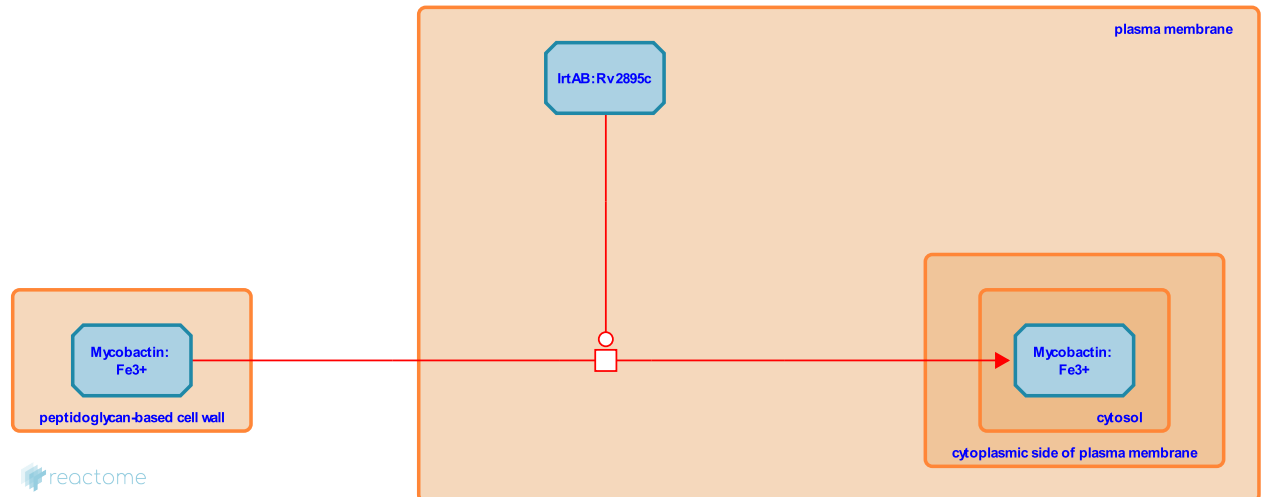 plasma membrane
IrtAB:Rv2895c
Mycobactin:
Fe3+
peptidoglycan-based cell wall
Mycobactin:
Fe3+
cytosol
cytoplasmic side of plasma membrane
reactome